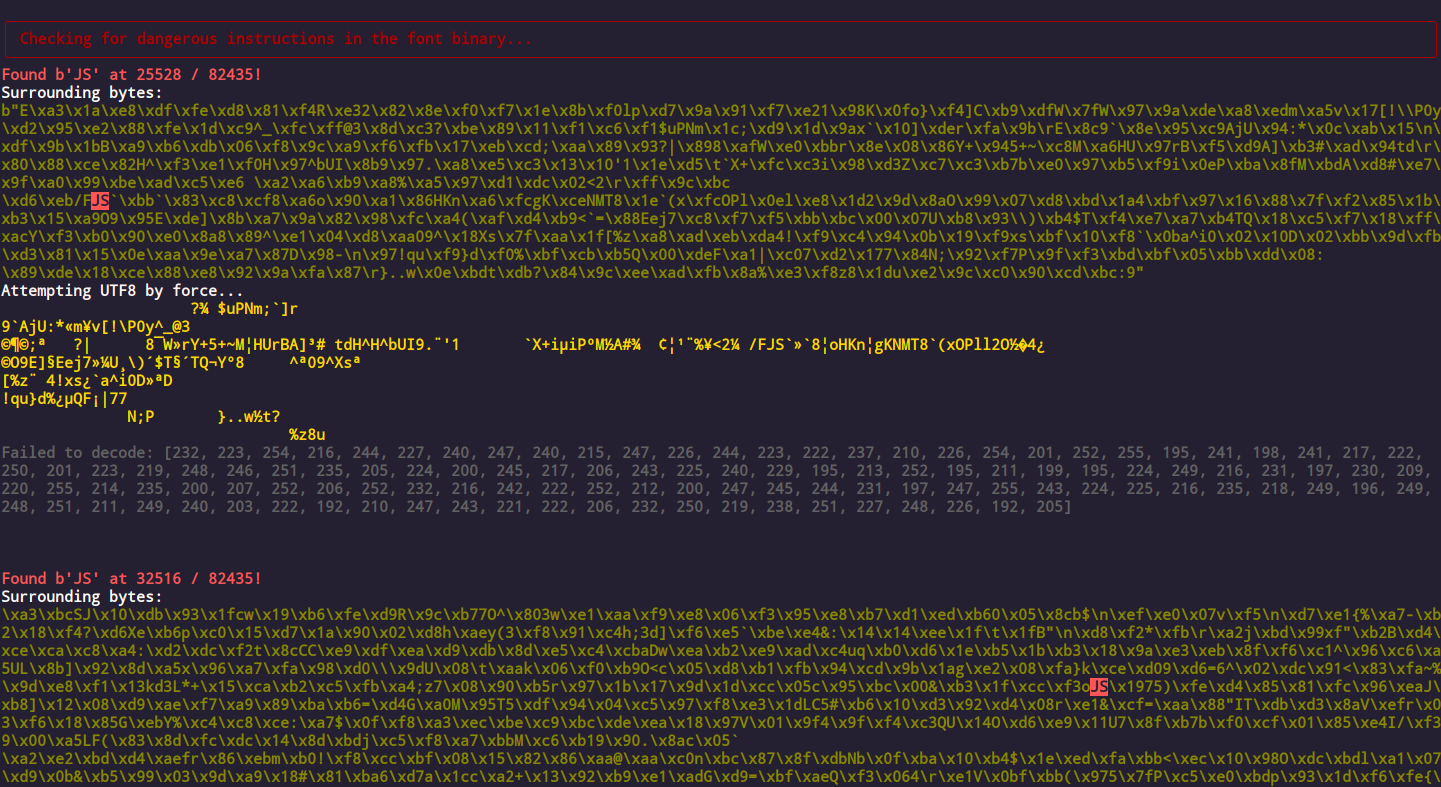 Checking for dangerous instructions in the font binary...
Found b'JS' at 25528 / 82435!
Surrounding bytes:
b"E\xa3\x1a\xe8\xdf\xfe\xd8\x81\xf4R\xe32\x82\x8e\xf0\xf7\x1e\x8b\xf0lp\xd7\x9a\x91\xf7\xe21\x98K\x0fo}\xf4]C\xb9\xdfW\x7fW\x97\x9a\xde\xa8\xedm\xa5v\x17[!\\P0y
\xd2\x95\xe2\x88\xfe\x1d\xc9^_\xfc\xff@3\x8d\xc3?\xbe\x89\x11\xf1\xc6\xf1$uPNm\x1c;\xd9\x1d\x9ax`\x10]\xder\xfa\x9b\rE\x8c9`\x8e\x95\xc9AjU\x94:*\x0c\xab\x15\n\
xdf\x9b\x1bB\xa9\xb6\xdb\x06\xf8\x9c\xa9\xf6\xfb\x17\xeb\xcd;\xaa\x89\x93?|\x898\xafW\xe0\xbbr\x8e\x08\x86Y+\x945+~\xc8M\xa6HU\x97rB\xf5\xd9A]\xb3#\xad\x94td\r\
x80\x88\xce\x82H^\xf3\xe1\xf0H\x97^bUI\x8b9\x97.\xa8\xe5\xc3\x13\x10'1\x1e\xd5\t`X+\xfc\xc3i\x98\xd3Z\xc7\xc3\xb7b\xe0\x97\xb5\xf9i\x0eP\xba\x8fM\xbdA\xd8#\xe7\
x9f\xa0\x99\xbe\xad\xc5\xe6 \xa2\xa6\xb9\xa8%\xa5\x97\xd1\xdc\x02<2\r\xff\x9c\xbc
\xd6\xeb/FJS`\xbb`\x83\xc8\xcf8\xa6o\x90\xa1\x86HKn\xa6\xfcgK\xceNMT8\x1e`(x\xfcOPl\x0el\xe8\x1d2\x9d\x8aO\x99\x07\xd8\xbd\x1a4\xbf\x97\x16\x88\x7f\xf2\x85\x1b\
xb3\x15\xa9O9\x95E\xde]\x8b\xa7\x9a\x82\x98\xfc\xa4(\xaf\xd4\xb9<`=\x88Eej7\xc8\xf7\xf5\xbb\xbc\x00\x07U\xb8\x93\\)\xb4$T\xf4\xe7\xa7\xb4TQ\x18\xc5\xf7\x18\xff\
xacY\xf3\xb0\x90\xe0\x8a8\x89^\xe1\x04\xd8\xaa09^\x18Xs\x7f\xaa\x1f[%z\xa8\xad\xeb\xda4!\xf9\xc4\x94\x0b\x19\xf9xs\xbf\x10\xf8`\x0ba^i0\x02\x10D\x02\xbb\x9d\xfb
\xd3\x81\x15\x0e\xaa\x9e\xa7\x87D\x98-\n\x97!qu\xf9}d\xf0%\xbf\xcb\xb5Q\x00\xdeF\xa1|\xc07\xd2\x177\x84N;\x92\xf7P\x9f\xf3\xbd\xbf\x05\xbb\xdd\x08:
\x89\xde\x18\xce\x88\xe8\x92\x9a\xfa\x87\r}..w\x0e\xbdt\xdb?\x84\x9c\xee\xad\xfb\x8a%\xe3\xf8z8\x1du\xe2\x9c\xc0\x90\xcd\xbc:9"
Attempting UTF8 by force...
?¾ $uPNm;`]r
9`AjU:*«m¥v[!\P0y^_@3
©¶©;ª ?| 8¯W»rY+5+~M¦HUrBA]³# tdH^H^bUI9.¨'1 `X+iµiPºM½A#¾ ¢¦¹¨%¥<2¼ /FJS`»`8¦oHKn¦gKNMT8`(xOPll2O½�4¿
©O9E]§Eej7»¼U¸\)´$T§´TQ¬Y°8 ^ª09^Xsª
[%z¨ 4!xs¿`a^i0D»ªD
!qu}d%¿µQF¡|77
N;P }..w½t?
%z8u
Failed to decode: [232, 223, 254, 216, 244, 227, 240, 247, 240, 215, 247, 226, 244, 223, 222, 237, 210, 226, 254, 201, 252, 255, 195, 241, 198, 241, 217, 222,
250, 201, 223, 219, 248, 246, 251, 235, 205, 224, 200, 245, 217, 206, 243, 225, 240, 229, 195, 213, 252, 195, 211, 199, 195, 224, 249, 216, 231, 197, 230, 209,
220, 255, 214, 235, 200, 207, 252, 206, 252, 232, 216, 242, 222, 252, 212, 200, 247, 245, 244, 231, 197, 247, 255, 243, 224, 225, 216, 235, 218, 249, 196, 249,
248, 251, 211, 249, 240, 203, 222, 192, 210, 247, 243, 221, 222, 206, 232, 250, 219, 238, 251, 227, 248, 226, 192, 205]
Found b'JS' at 32516 / 82435!
Surrounding bytes:
\xa3\xbcSJ\x10\xdb\x93\x1fcw\x19\xb6\xfe\xd9R\x9c\xb77O^\x803w\xe1\xaa\xf9\xe8\x06\xf3\x95\xe8\xb7\xd1\xed\xb60\x05\x8cb$\n\xef\xe0\x07v\xf5\n\xd7\xe1{%\xa7-\xb
2\x18\xf4?\xd6Xe\xb6p\xc0\x15\xd7\x1a\x90\x02\xd8h\xaey(3\xf8\x91\xc4h;3d]\xf6\xe5`\xbe\xe4&:\x14\x14\xee\x1f\t\x1fB"\n\xd8\xf2*\xfb\r\xa2j\xbd\x99xf"\xb2B\xd4\
xce\xca\xc8\xa4:\xd2\xdc\xf2t\x8cCC\xe9\xdf\xea\xd9\xdb\x8d\xe5\xc4\xcbaDw\xea\xb2\xe9\xad\xc4uq\xb0\xd6\x1e\xb5\x1b\xb3\x18\x9a\xe3\xeb\x8f\xf6\xc1^\x96\xc6\xa
5UL\x8b]\x92\x8d\xa5x\x96\xa7\xfa\x98\xd0\\\x9dU\x08\t\xaak\x06\xf0\xb9O<c\x05\xd8\xb1\xfb\x94\xcd\x9b\x1ag\xe2\x08\xfa}k\xce\xd09\xd6=6^\x02\xdc\x91<\x83\xfa~%
\x9d\xe8\xf1\x13kd3L*+\x15\xca\xb2\xc5\xfb\xa4;z7\x08\x90\xb5r\x97\x1b\x17\x9d\x1d\xcc\x05c\x95\xbc\x00&\xb3\x1f\xcc\xf3oJS\x1975)\xfe\xd4\x85\x81\xfc\x96\xeaJ\
xb8]\x12\x08\xd9\xae\xf7\xa9\x89\xba\xb6=\xd4G\xa0M\x95T5\xdf\x94\x04\xc5\x97\xf8\xe3\x1dLC5#\xb6\x10\xd3\x92\xd4\x08r\xe1&\xcf=\xaa\x88"IT\xdb\xd3\x8aV\xefr\x0
3\xf6\x18\x85G\xebY%\xc4\xc8\xce:\xa7$\x0f\xf8\xa3\xec\xbe\xc9\xbc\xde\xea\x18\x97V\x01\x9f4\x9f\xf4\xc3QU\x14O\xd6\xe9\x11U7\x8f\xb7b\xf0\xcf\x01\x85\xe4I/\xf3
9\x00\xa5LF(\x83\x8d\xfc\xdc\x14\x8d\xbdj\xc5\xf8\xa7\xbbM\xc6\xb19\x90.\x8ac\x05`
\xa2\xe2\xbd\xd4\xaefr\x86\xebm\xb0!\xf8\xcc\xbf\x08\x15\x82\x86\xaa@\xaa\xc0n\xbc\x87\x8f\xdbNb\x0f\xba\x10\xb4$\x1e\xed\xfa\xbb<\xec\x10\x98O\xdc\xbdl\xa1\x07
\xd9\x0b&\xb5\x99\x03\x9d\xa9\x18#\x81\xba6\xd7a\x1cc\xa2+\x13\x92\xb9\xe1\xadG\xd9=\xbf\xaeQ\xf3\x064\r\xe1V\x0bf\xbb(\x975\x7fP\xc5\xe0\xbdp\x93\x1d\xf6\xfe{\